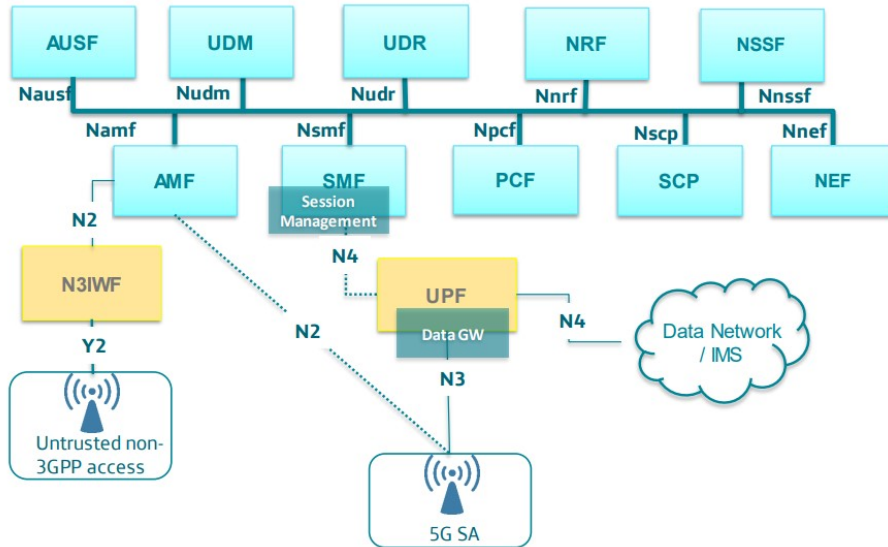 AUSF
UDM
UDR
NRF
NSSF
Nausf
Nudm
Nudr
Nnrf
Nnssf
Namf
Nsmf
Npcf
Nscp
Nnef
AMF
SMF
PCF
SCP
NEF
Session
Management
N2
N4
N3IWF
UPF
N2
N4
Data GW
Data Network
/ IMS
Y2
N3
Untrusted non-
3GPP access
5G SA